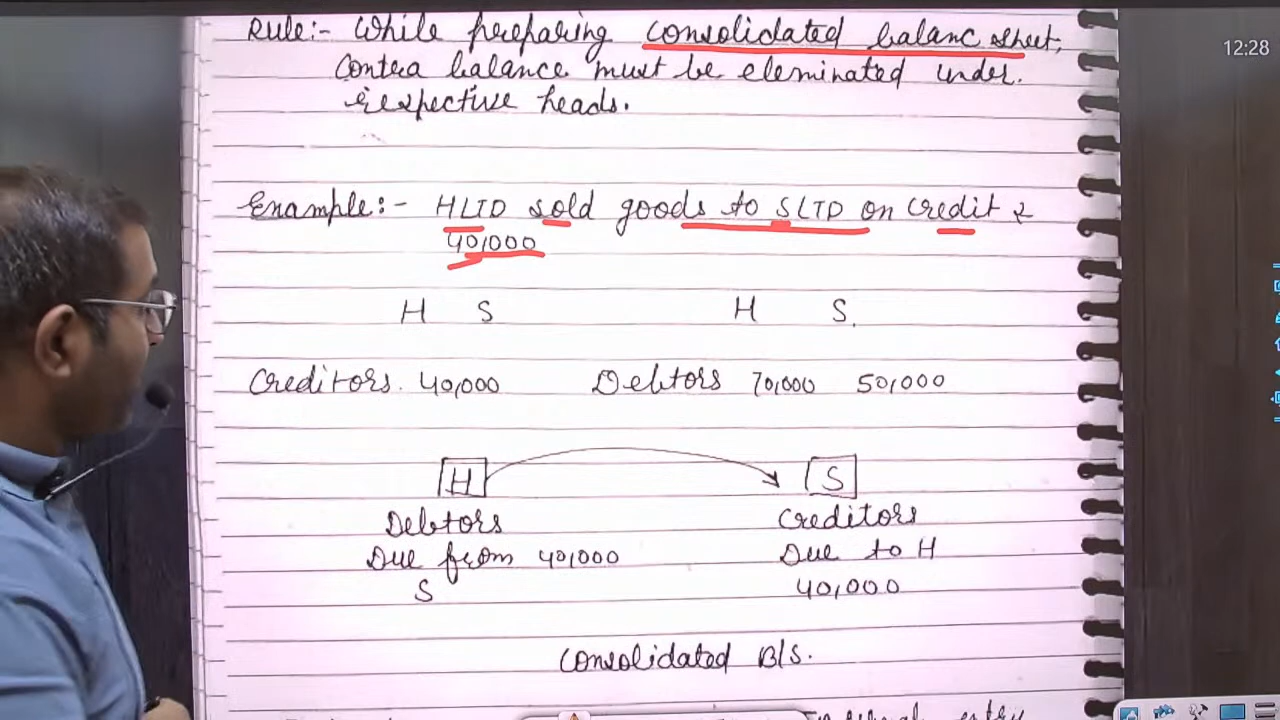 Rule:- While preparing consolidated balanc sheet,
contra balance must be eleminated under.
respective heads.
12:28
Example:- HLTD sold goods to SLTD on credit ₹
40,000
H S H S.
Creditors. 40,000 Debtors 70,000 50,000
H S
Debtors Creditors
Due from 40,000 Due to H
S 40,000
Consolidated B/S.
entry